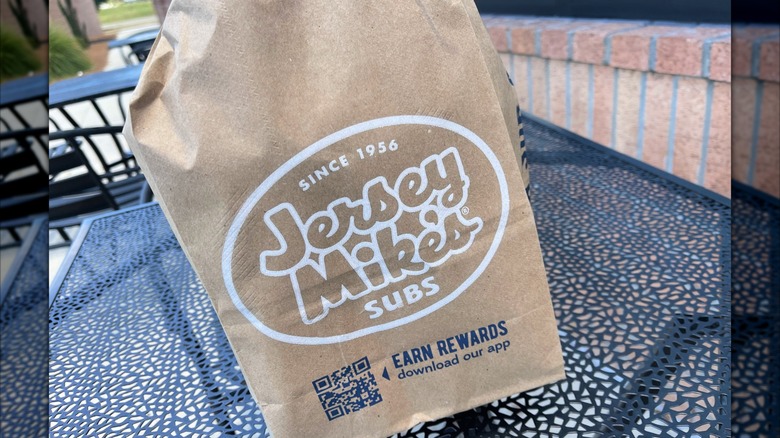 SINCE 1956
Jersey
Mike's®
SUBS
EARN REWARDS
download our app